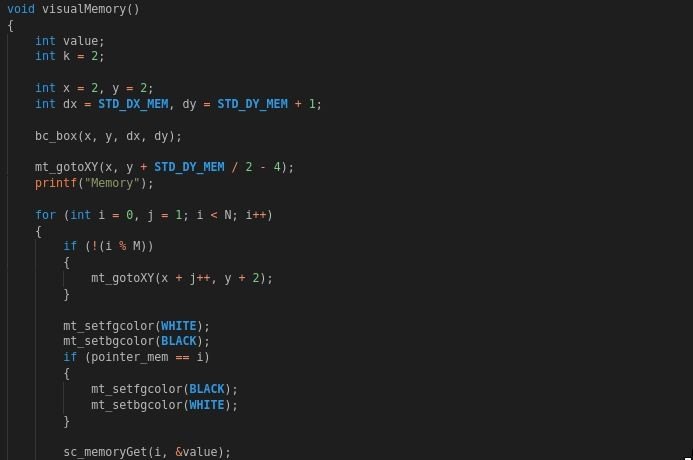 void visualMemory()
{
    int value;
    int k = 2;

    int x = 2, y = 2;
    int dx = STD_DX_MEM, dy = STD_DY_MEM + 1;

    bc_box(x, y, dx, dy);

    mt_gotoXY(x, y + STD_DY_MEM / 2 - 4);
    printf("Memory");

    for (int i = 0, j = 1; i < N; i++)
    {
        if (!(i % M))
        {
            mt_gotoXY(x + j++, y + 2);
        }

        mt_setfgcolor(WHITE);
        mt_setbgcolor(BLACK);
        if (pointer_mem == i)
        {
            mt_setfgcolor(BLACK);
            mt_setbgcolor(WHITE);
        }

        sc_memoryGet(i, &value);